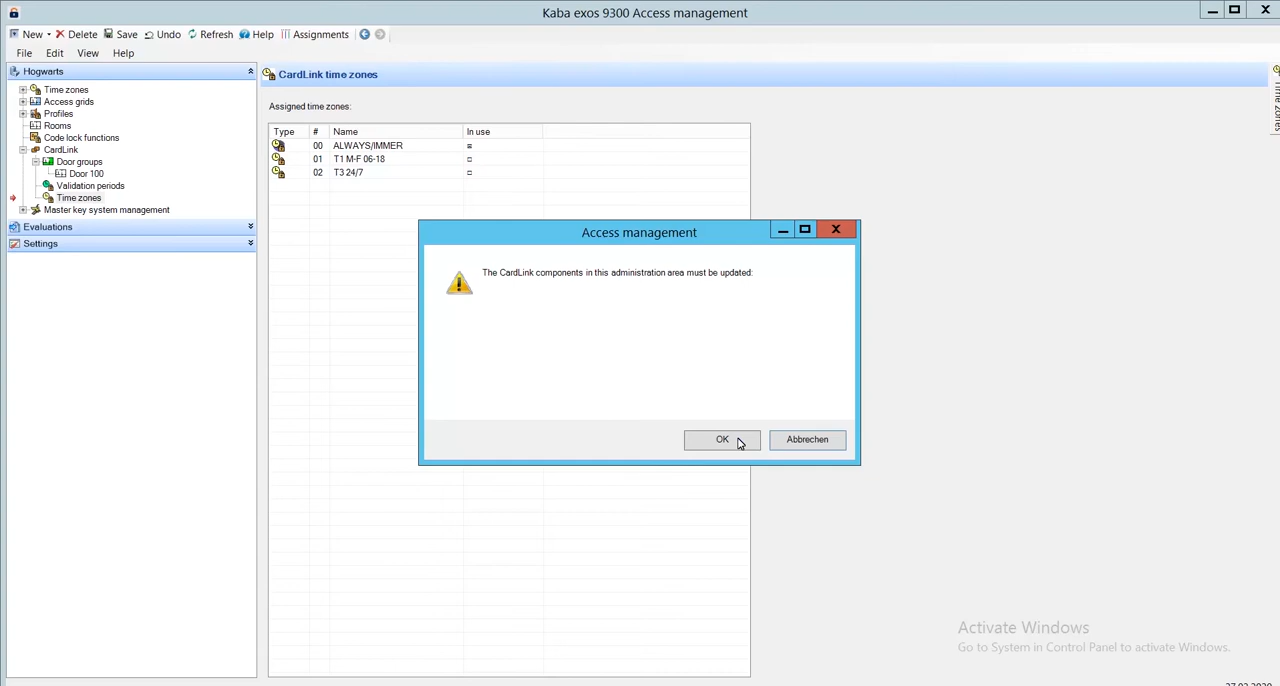 Kaba exos 9300 Access management
New Delete Save Undo Refresh Help Assignments
File Edit View Help
Hogwarts
Time zones
Access grids
Profiles
Rooms
Code lock functions
CardLink
Door groups
Door 100
Validation periods
Time zones
Master key system management
Evaluations
Settings
CardLink time zones
Assigned time zones:
Type # Name In use
00 ALWAYS/IMMER
01 T1 M-F 06-18
02 T3 24/7
Access management
The CardLink components in this administration area must be updated:
OK Abbrechen
Time zones
Activate Windows
Go to System in Control Panel to activate Windows.